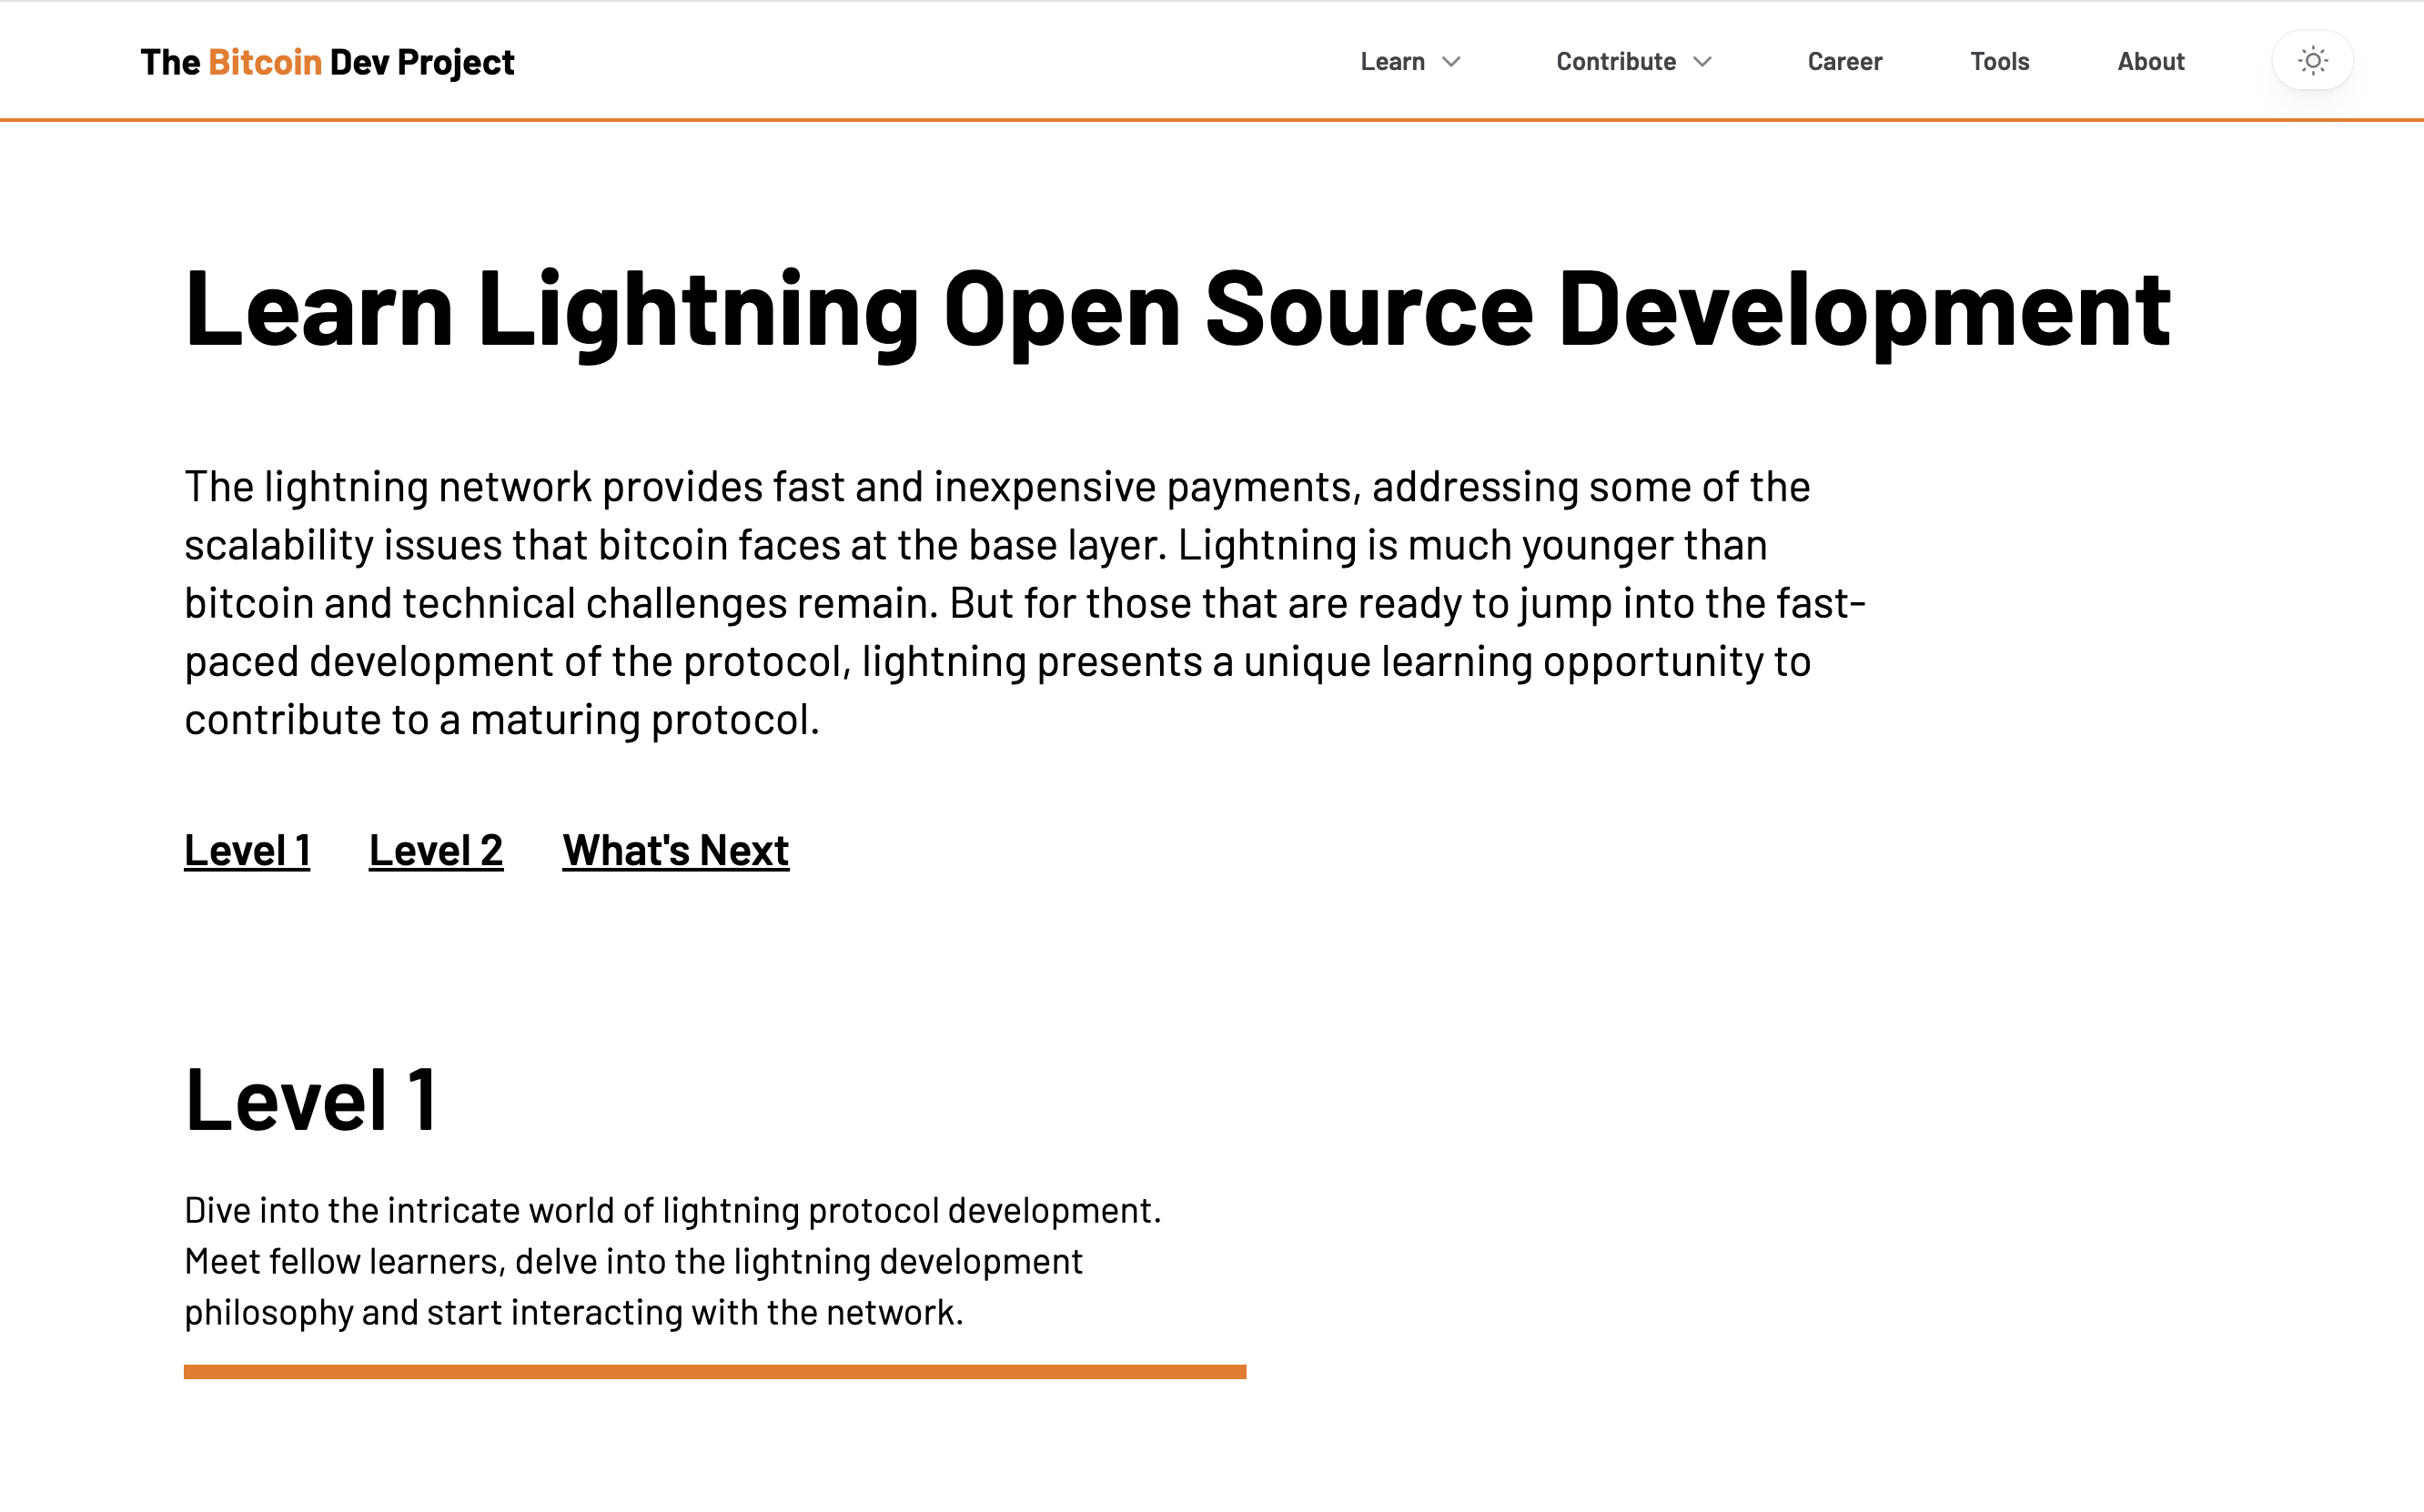 The Bitcoin Dev Project
Learn
Contribute
Career
Tools
About
Learn Lightning Open Source Development
The lightning network provides fast and inexpensive payments, addressing some of the
scalability issues that bitcoin faces at the base layer. Lightning is much younger than
bitcoin and technical challenges remain. But for those that are ready to jump into the fast-
paced development of the protocol, lightning presents a unique learning opportunity to
contribute to a maturing protocol.
Level 1
Level 2
What's Next
Level 1
Dive into the intricate world of lightning protocol development.
Meet fellow learners, delve into the lightning development
philosophy and start interacting with the network.